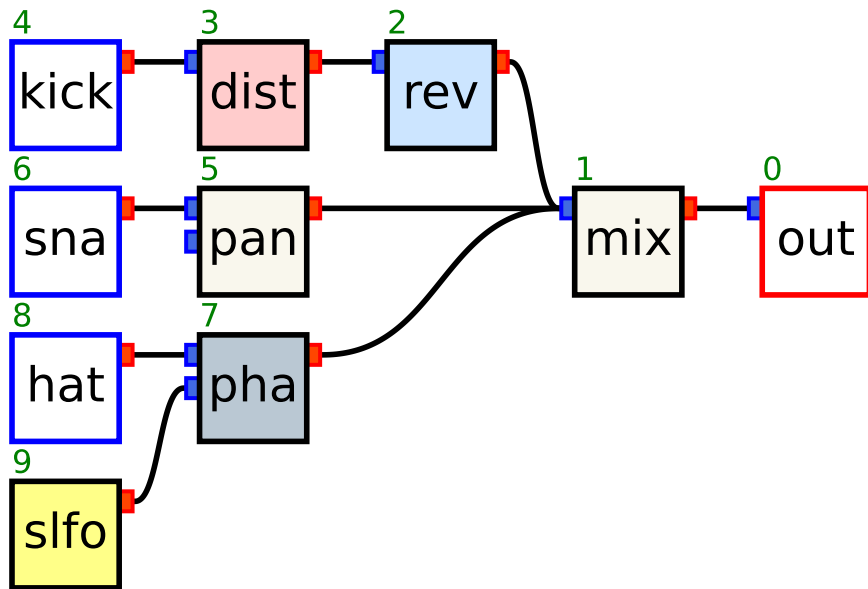 4 3 2
kick dist rev
6 5 1 0
sna pan mix out
8 7
hat pha
9
slfo